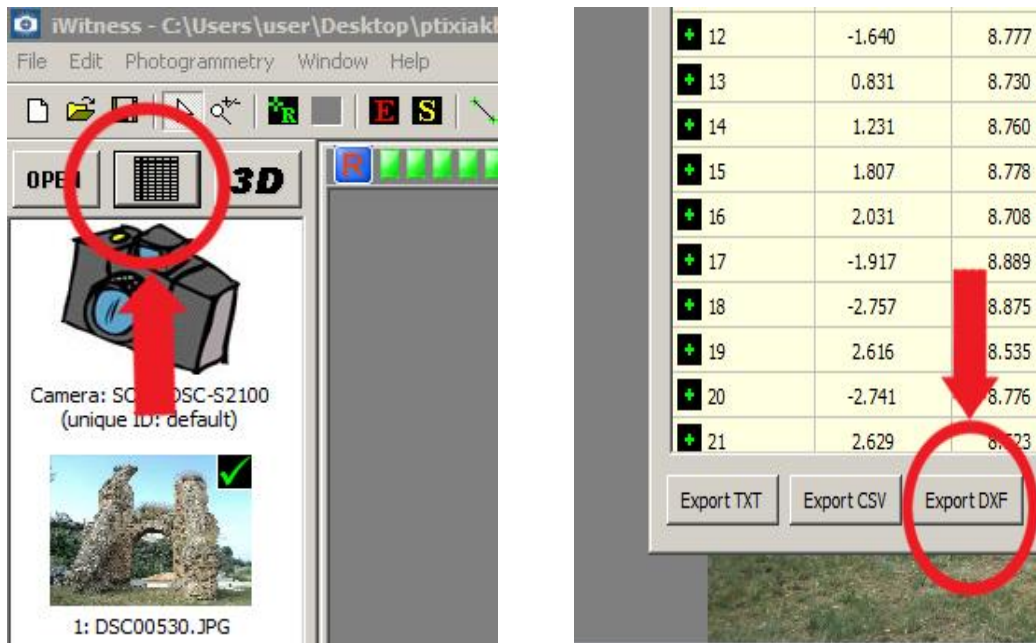 iWitness - C:\Users\user\Desktop\ptixiak
File Edit Photogrammetry Window Help
R E S
OPEN 3D
R
Camera: DSC-S2100
(unique ID: default)
1: DSC00530.JPG
12 -1.640 8.777
13 0.831 8.730
14 1.231 8.760
15 1.807 8.778
16 2.031 8.708
17 -1.917 8.889
18 -2.757 8.875
19 2.616 8.535
20 -2.741 8.776
21 2.629
Export TXT Export CSV Export DXF